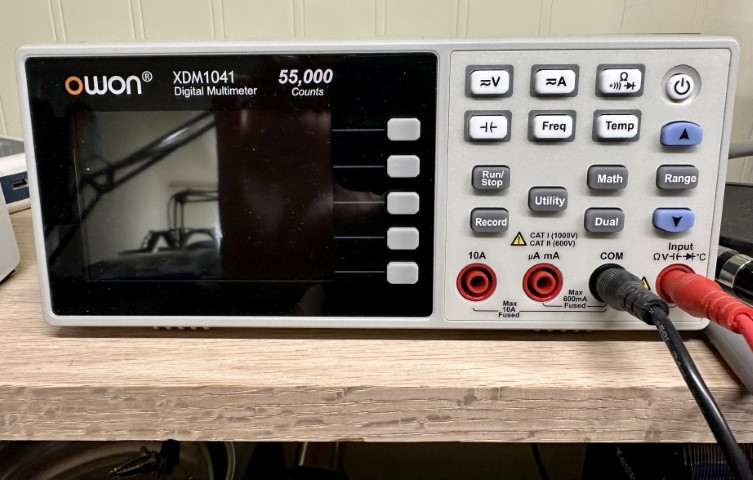 owon® XDM1041 55,000
Digital Multimeter Counts
≂V ≂A Ω
Freq Temp
Run/
Stop
Math
Range
Utility
Record
Dual
CAT I (1000V)
CAT II (600V)
10A
μA mA
COM
Input
ΩV⊣⊢°C
Max
10A
Fused
Max
600mA
Fused